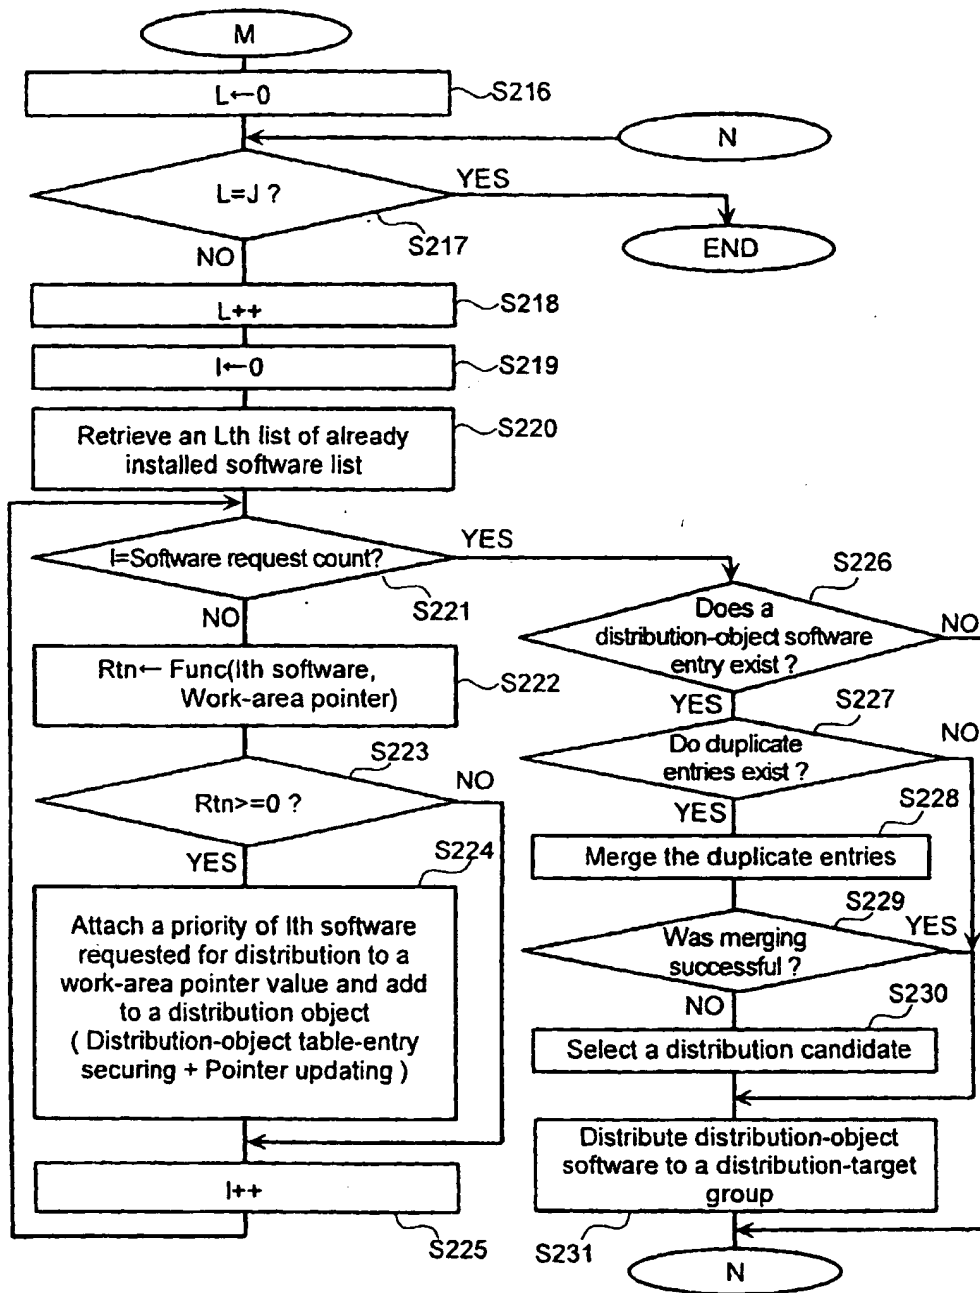 M
L←0
S216
N
L=J ?
YES
S217
END
NO
L++
S218
I←0
S219
Retrieve an Lth list of already
installed software list
S220
I=Software request count?
YES
S221
NO
Rtn← Func(Ith software,
Work-area pointer)
S222
S223
Rtn>=0 ?
NO
YES
S224
Attach a priority of Ith software
requested for distribution to a
work-area pointer value and add
to a distribution object
( Distribution-object table-entry
securing + Pointer updating )
I++
S225
S226
Does a
distribution-object software
entry exist ?
NO
YES
S227
Do duplicate
entries exist ?
NO
YES
S228
Merge the duplicate entries
S229
Was merging
successful ?
YES
NO
S230
Select a distribution candidate
Distribute distribution-object
software to a distribution-target
group
S231
N